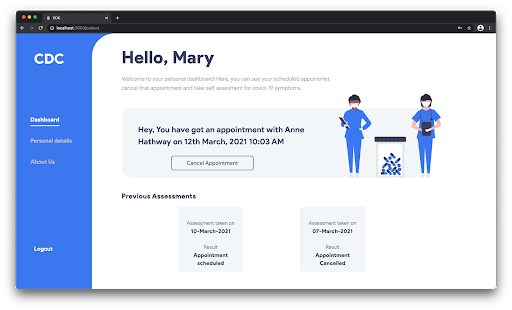 CDC
localhost:3000/patient
CDC
Dashboard
Personal details
About Us
Logout
Hello, Mary
Welcome to your personal dashboard! Here, you can see your scheduled appointmet,
cancel that appointment and take self assesment for covid-19 symptoms.
Hey, You have got an appointment with Anne
Hathway on 12th March, 2021 10:03 AM
Cancel Appointment
Previous Assessments
Assessment taken on
10-March-2021
Result
Appointment
scheduled
Assessment taken on
07-March-2021
Result
Appointment
Cancelled